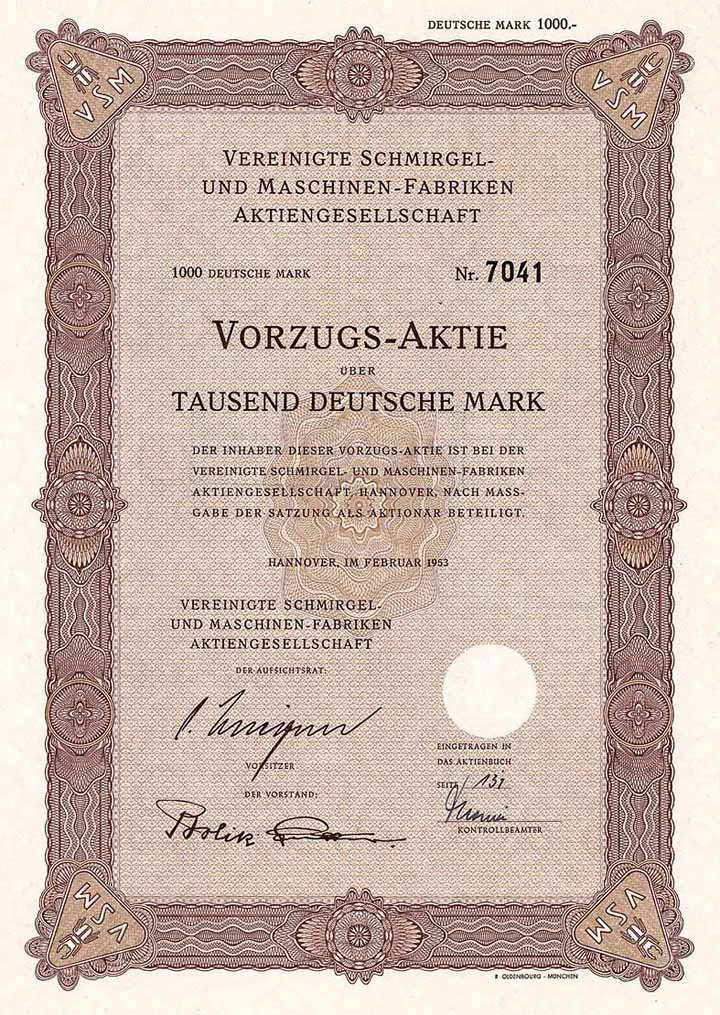 DEUTSCHE MARK 1000.-
VSM
VSM
VEREINIGTE SCHMIRGEL-
UND MASCHINEN-FABRIKEN
AKTIENGESELLSCHAFT
1000 DEUTSCHE MARK Nr. 7041
VORZUGS-AKTIE
ÜBER
TAUSEND DEUTSCHE MARK
DER INHABER DIESER VORZUGS-AKTIE IST BEI DER
VEREINIGTE SCHMIRGEL- UND MASCHINEN-FABRIKEN
AKTIENGESELLSCHAFT, HANNOVER, NACH MASS-
GABE DER SATZUNG ALS AKTIONÄR BETEILIGT.
HANNOVER, IM FEBRUAR 1953
VEREINIGTE SCHMIRGEL-
UND MASCHINEN-FABRIKEN
AKTIENGESELLSCHAFT
DER AUFSICHTSRAT:
VORSITZER
DER VORSTAND:
EINGETRAGEN IN
DAS AKTIENBUCH
SEITE
KONTROLLBEAMTER
VSM
VSM
R. OLDENBOURG - MÜNCHEN